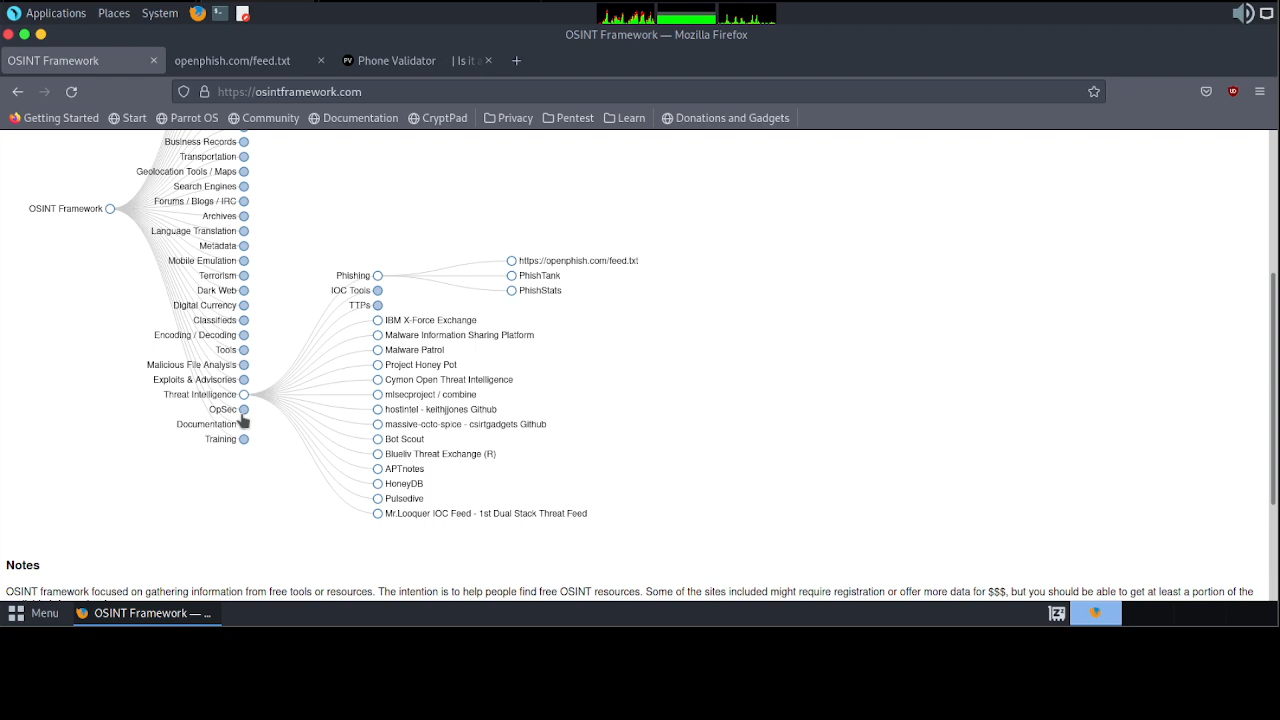 Applications Places System
OSINT Framework — Mozilla Firefox
OSINT Framework × openphish.com/feed.txt × PV Phone Validator | Is it a × +
https://osintframework.com
Getting Started Start Parrot OS Community Documentation CryptPad Privacy Pentest Learn Donations and Gadgets
Business Records
Transportation
Geolocation Tools / Maps
Search Engines
Forums / Blogs / IRC
OSINT Framework
Archives
Language Translation
Metadata
Mobile Emulation
Terrorism
Dark Web
Digital Currency
Classifieds
Encoding / Decoding
Tools
Malicious File Analysis
Exploits & Advisories
Threat Intelligence
OpSec
Documentation
Training
Phishing
IOC Tools
TTPs
IBM X-Force Exchange
Malware Information Sharing Platform
Malware Patrol
Project Honey Pot
Cymon Open Threat Intelligence
mlsecproject / combine
hostintel - keithjjones Github
massive-octo-spice - csirtgadgets Github
Bot Scout
Blueliv Threat Exchange (R)
APTnotes
HoneyDB
Pulsedive
Mr.Looquer IOC Feed - 1st Dual Stack Threat Feed
https://openphish.com/feed.txt
PhishTank
PhishStats
Notes
OSINT framework focused on gathering information from free tools or resources. The intention is to help people find free OSINT resources. Some of the sites included might require registration or offer more data for $$$, but you should be able to get at least a portion of the
Menu OSINT Framework — ...